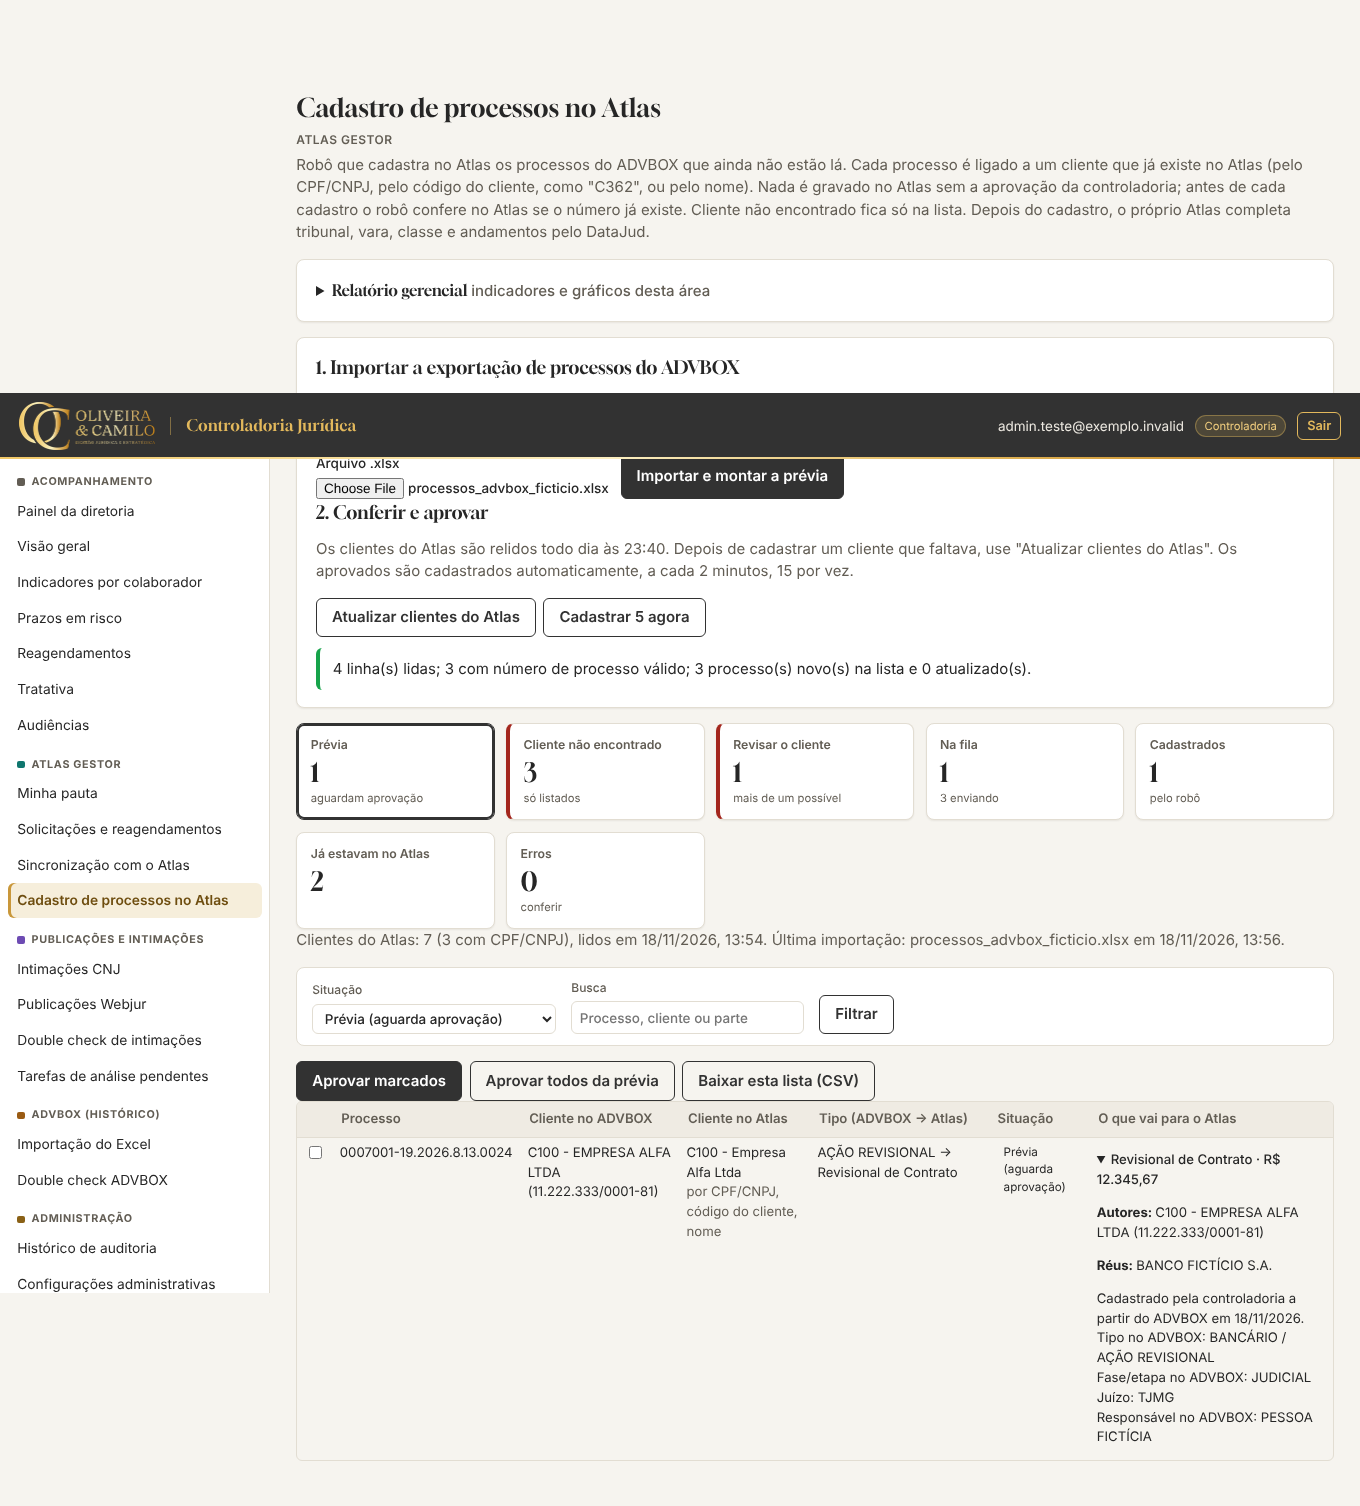 Cadastro de processos no Atlas
ATLAS GESTOR
Robô que cadastra no Atlas os processos do ADVBOX que ainda não estão lá. Cada processo é ligado a um cliente que já existe no Atlas (pelo
CPF/CNPJ, pelo código do cliente, como "C362", ou pelo nome). Nada é gravado no Atlas sem a aprovação da controladoria; antes de cada
cadastro o robô confere no Atlas se o número já existe. Cliente não encontrado fica só na lista. Depois do cadastro, o próprio Atlas completa
tribunal, vara, classe e andamentos pelo DataJud.
Relatório gerencial indicadores e gráficos desta área
1. Importar a exportação de processos do ADVBOX
OLIVEIRA
& CAMILO
Controladoria Jurídica
admin.teste@exemplo.invalid
Controladoria
Sair
ACOMPANHAMENTO
Painel da diretoria
Visão geral
Indicadores por colaborador
Prazos em risco
Reagendamentos
Tratativa
Audiências
ATLAS GESTOR
Minha pauta
Solicitações e reagendamentos
Sincronização com o Atlas
Cadastro de processos no Atlas
PUBLICAÇÕES E INTIMAÇÕES
Intimações CNJ
Publicações Webjur
Double check de intimações
Tarefas de análise pendentes
ADVBOX (HISTÓRICO)
Importação do Excel
Double check ADVBOX
ADMINISTRAÇÃO
Histórico de auditoria
Configurações administrativas
Arquivo .xlsx
Choose File processos_advbox_ficticio.xlsx
Importar e montar a prévia
2. Conferir e aprovar
Os clientes do Atlas são relidos todo dia às 23:40. Depois de cadastrar um cliente que faltava, use "Atualizar clientes do Atlas". Os
aprovados são cadastrados automaticamente, a cada 2 minutos, 15 por vez.
Atualizar clientes do Atlas
Cadastrar 5 agora
4 linha(s) lidas; 3 com número de processo válido; 3 processo(s) novo(s) na lista e 0 atualizado(s).
Prévia
1
aguardam aprovação
Cliente não encontrado
3
só listados
Revisar o cliente
1
mais de um possível
Na fila
1
3 enviando
Cadastrados
1
pelo robô
Já estavam no Atlas
2
Erros
0
conferir
Clientes do Atlas: 7 (3 com CPF/CNPJ), lidos em 18/11/2026, 13:54. Última importação: processos_advbox_ficticio.xlsx em 18/11/2026, 13:56.
Situação
Prévia (aguarda aprovação)
Busca
Processo, cliente ou parte
Filtrar
Aprovar marcados
Aprovar todos da prévia
Baixar esta lista (CSV)
Processo
Cliente no ADVBOX
Cliente no Atlas
Tipo (ADVBOX → Atlas)
Situação
O que vai para o Atlas
0007001-19.2026.8.13.0024
C100 - EMPRESA ALFA
LTDA
(11.222.333/0001-81)
C100 - Empresa
Alfa Ltda
por CPF/CNPJ,
código do cliente,
nome
AÇÃO REVISIONAL →
Revisional de Contrato
Prévia
(aguarda
aprovação)
Revisional de Contrato · R$
12.345,67
Autores: C100 - EMPRESA ALFA
LTDA (11.222.333/0001-81)
Réus: BANCO FICTÍCIO S.A.
Cadastrado pela controladoria a
partir do ADVBOX em 18/11/2026.
Tipo no ADVBOX: BANCÁRIO /
AÇÃO REVISIONAL
Fase/etapa no ADVBOX: JUDICIAL
Juízo: TJMG
Responsável no ADVBOX: PESSOA
FICTÍCIA